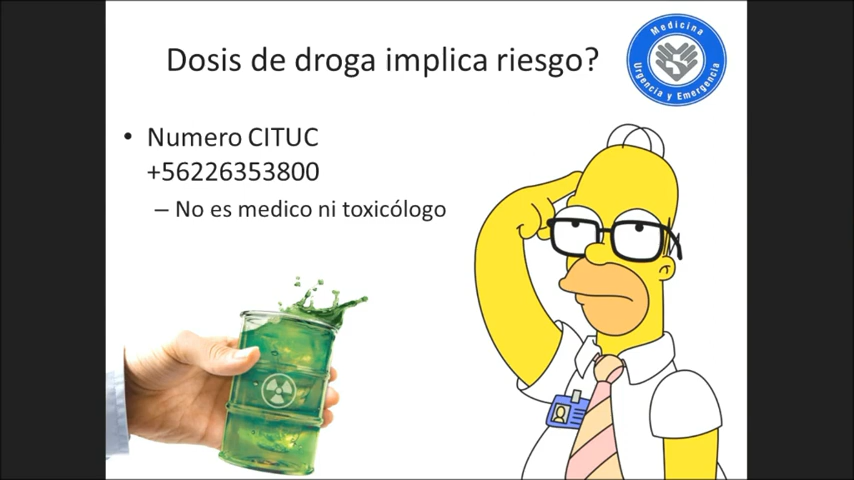 Dosis de droga implica riesgo?
Medicina
Urgencia y Emergencia
• Numero CITUC
+56226353800
– No es medico ni toxicólogo